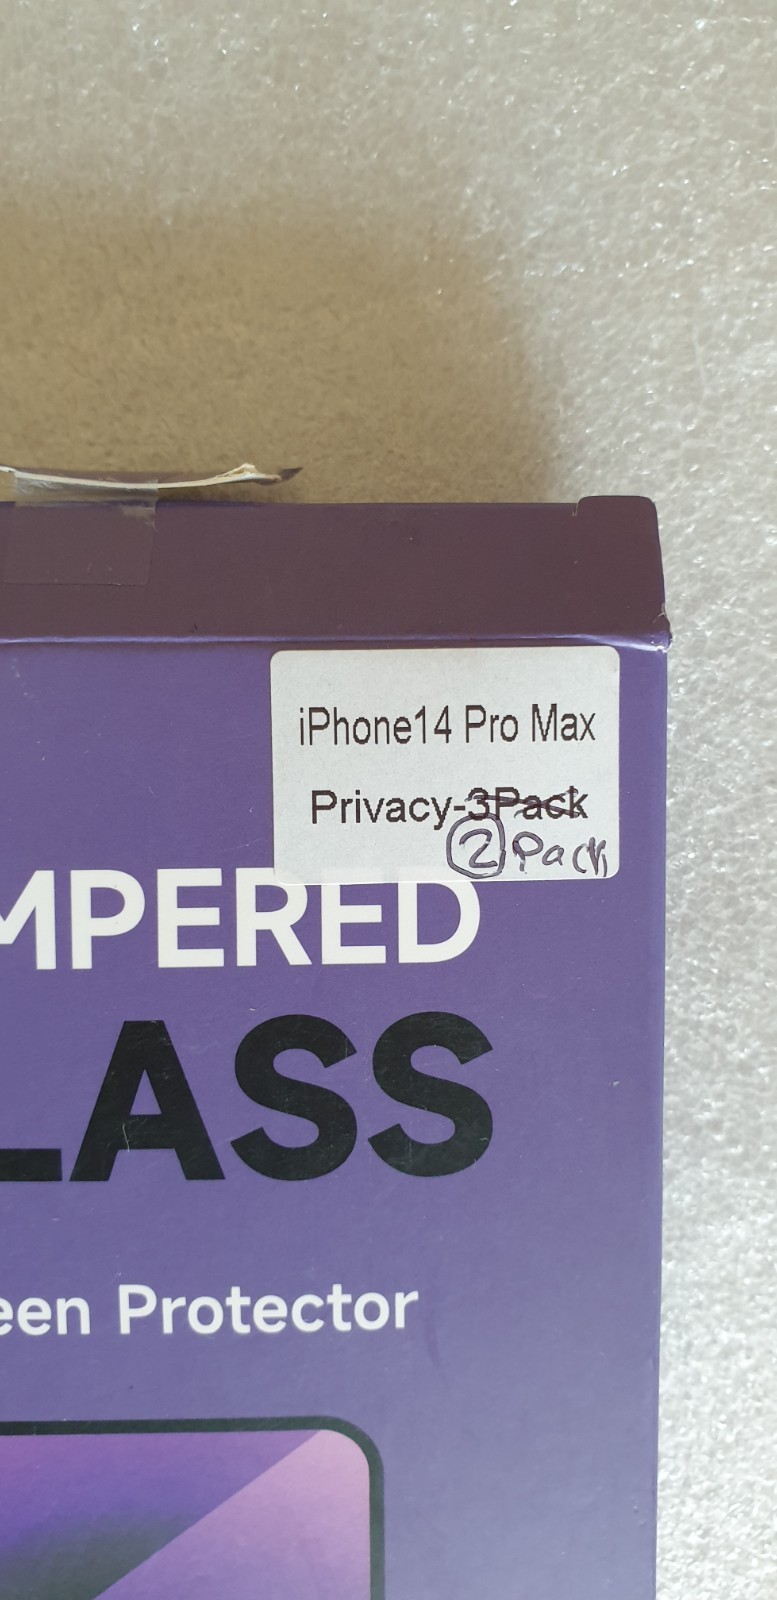 iPhone14 Pro Max
Privacy-3Pack
2 Pack
MPERED
LASS
een Protector